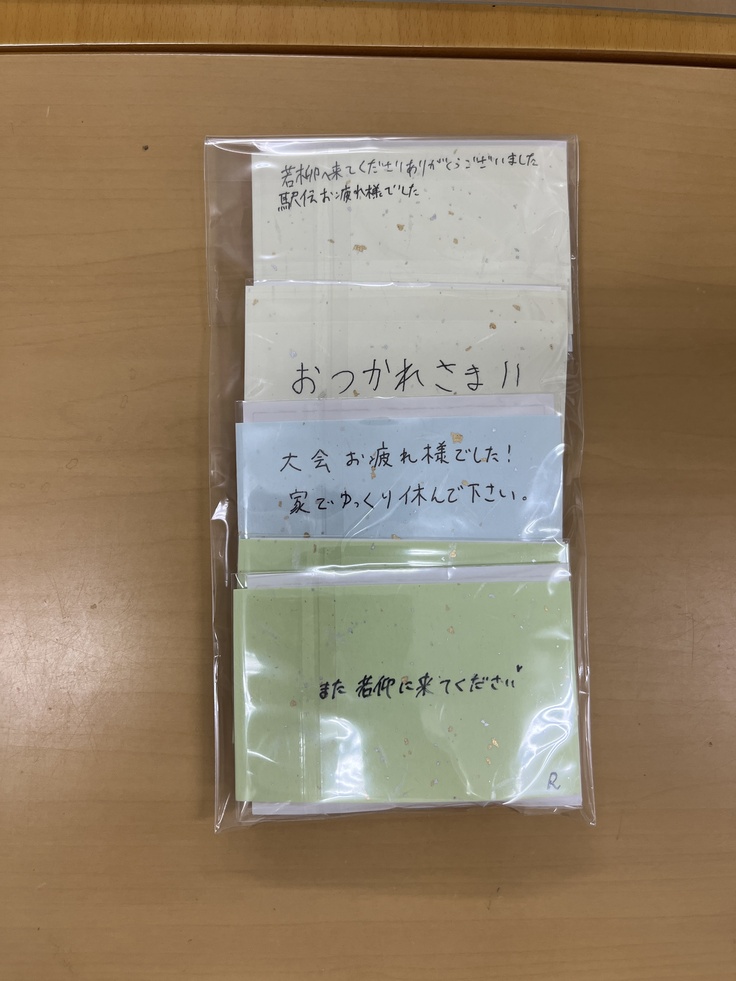 若柳へ来てくださりありがとうございました
駅伝お疲れ様でした
おつかれさま!!
大会お疲れ様でした!
家でゆっくり休んで下さい。
また若柳に来てください♥
R